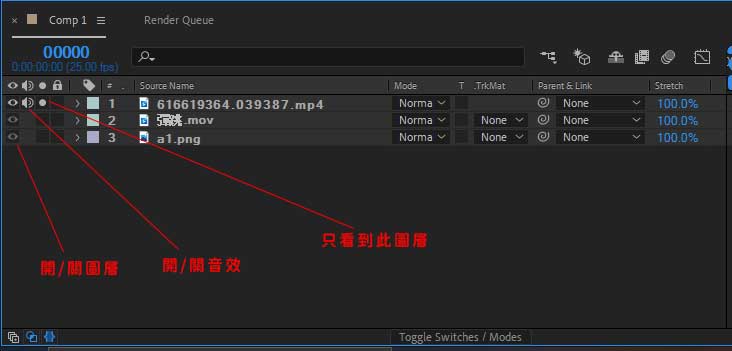 × Comp 1 ≡ Render Queue
00000
0:00:00:00 (25.00 fps)
# . Source Name Mode T .TrkMat Parent & Link Stretch
1 616619364.039387.mp4 Norma None 100.0%
2 .mov Norma None None 100.0%
3 a1.png Norma None None 100.0%
只看到此圖層
開/關圖層 開/關音效
Toggle Switches / Modes